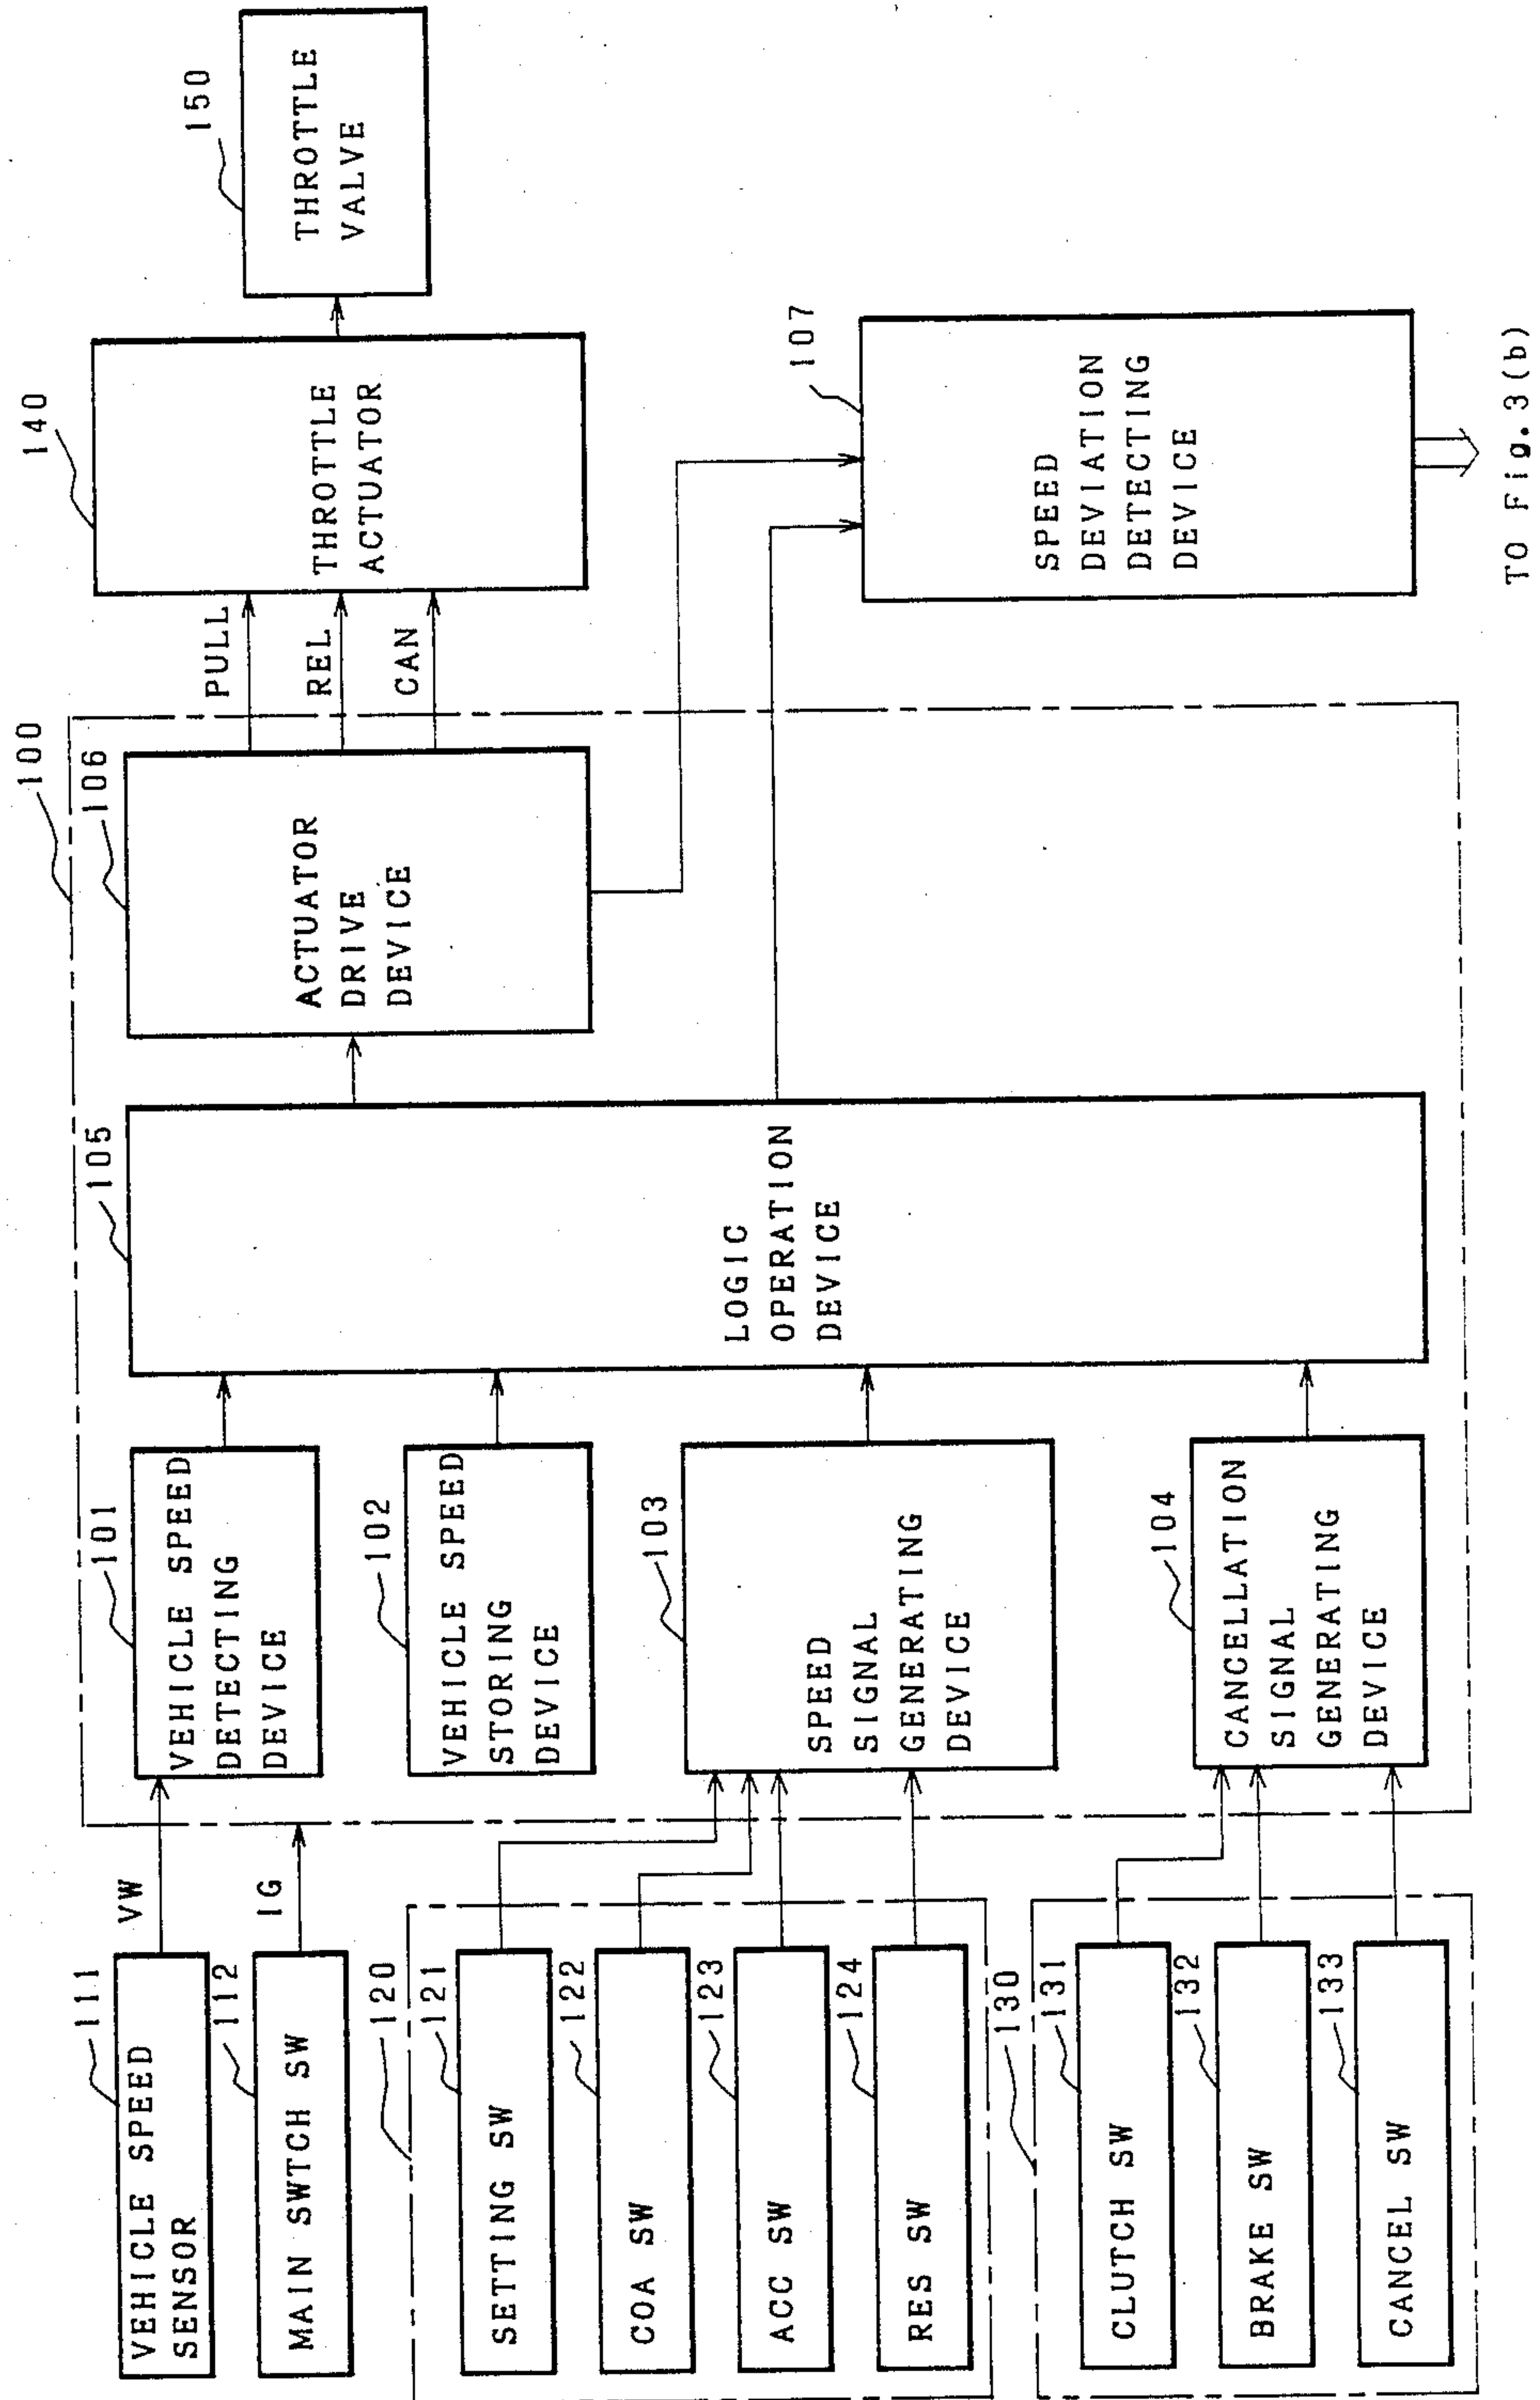 111
VEHICLE SPEED
SENSOR
VW
112
MAIN SWTCH SW
IG
120
121
SETTING SW
122
COA SW
123
ACC SW
124
RES SW
130
131
CLUTCH SW
132
BRAKE SW
133
CANCEL SW
100
101
VEHICLE SPEED
DETECTING
DEVICE
102
VEHICLE SPEED
STORING
DEVICE
103
SPEED
SIGNAL
GENERATING
DEVICE
104
CANCELLATION
SIGNAL
GENERATING
DEVICE
105
LOGIC
OPERATION
DEVICE
106
ACTUATOR
DRIVE
DEVICE
PULL
REL
CAN
140
THROTTLE
ACTUATOR
150
THROTTLE
VALVE
107
SPEED
DEVIATION
DETECTING
DEVICE
TO Fig.3(b)